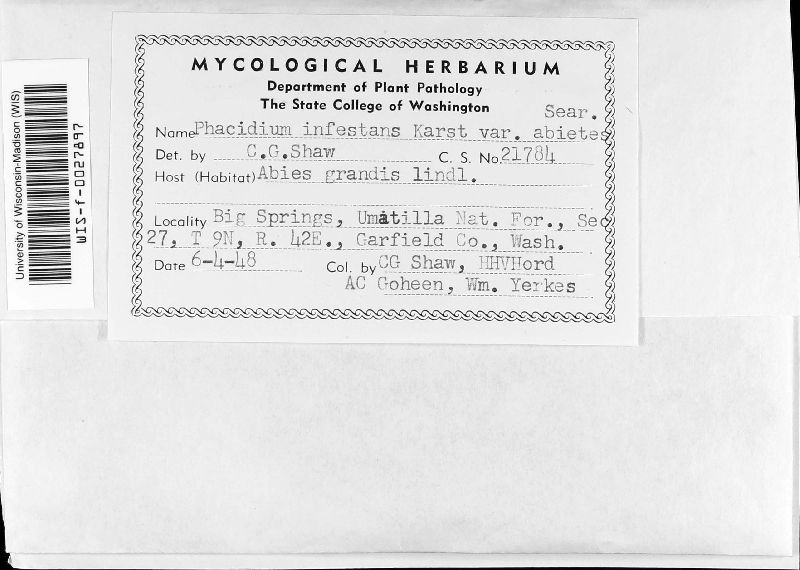 MYCOLOGICAL HERBARIUM
Department of Plant Pathology
The State College of Washington
Sear.
Name Phacidium infestans Karst var. abietes
Det. by C.G.Shaw C. S. No. 21784
Host (Habitat) Abies grandis lindl.
Locality Big Springs, Umatilla Nat. For., Sec
27, T 9N, R. 42E., Garfield Co., Wash.
Date 6-4-48 Col. by CG Shaw, HHVHord
AC Goheen, Wm. Yerkes
University of Wisconsin-Madison (WIS)
WIS-f-0027897